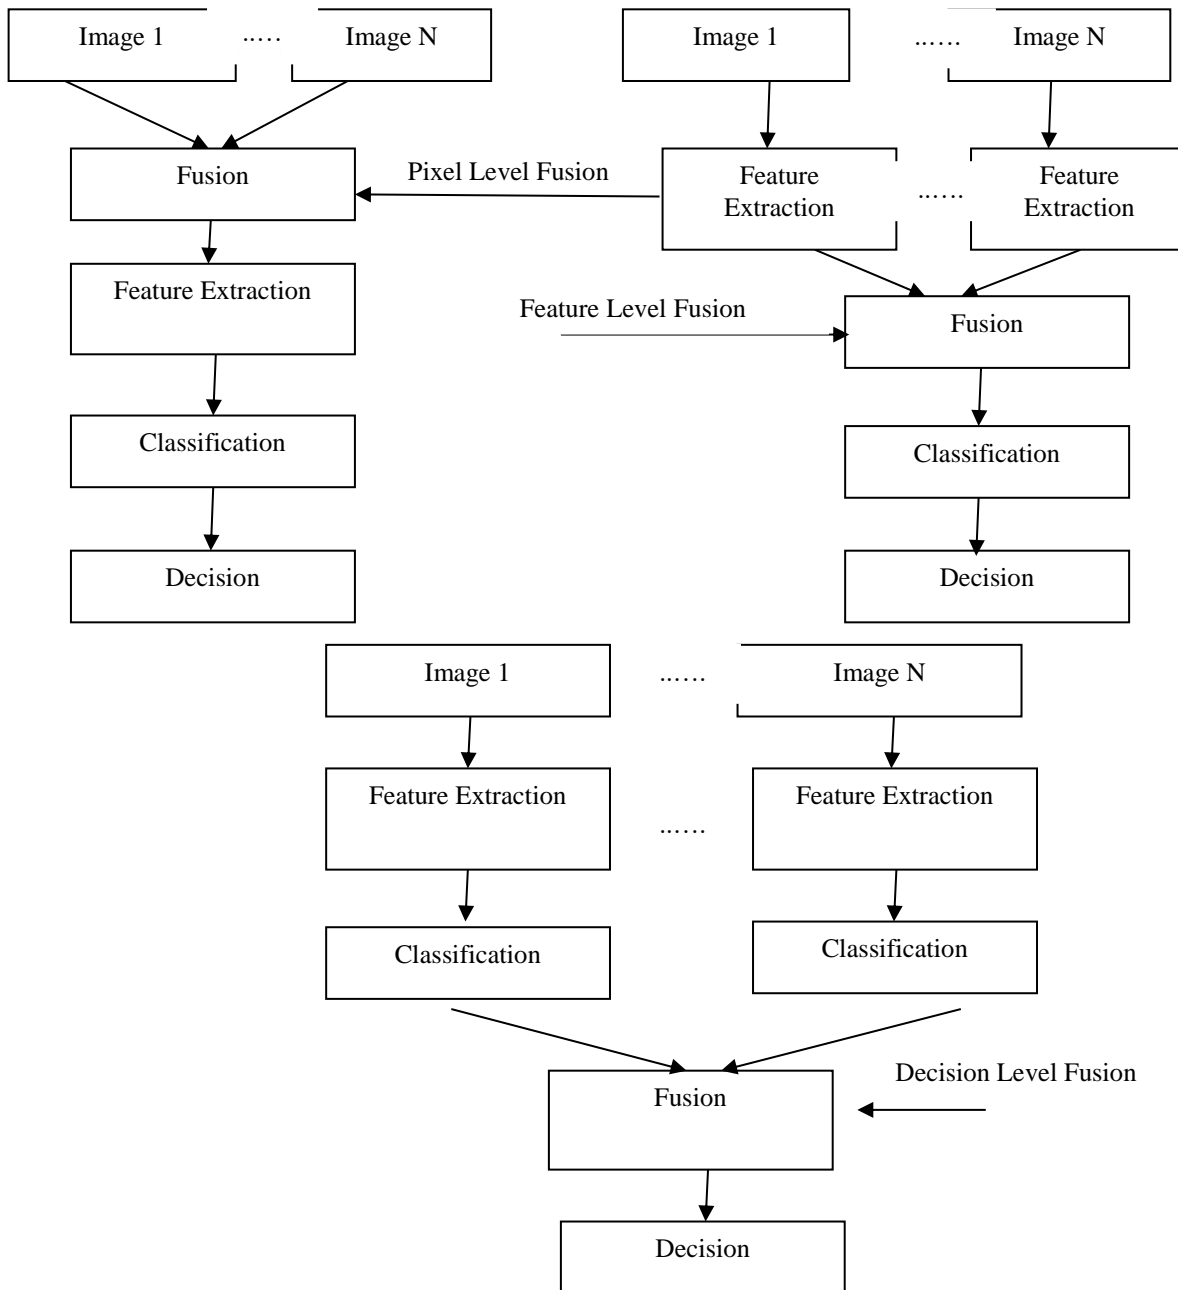 Image 1
…..
Image N
Fusion
Feature Extraction
Classification
Decision
Pixel Level Fusion
Image 1
…….
Image N
Feature
Extraction
…….
Feature
Extraction
Feature Level Fusion
Fusion
Classification
Decision
Image 1
…….
Image N
Feature Extraction
…….
Feature Extraction
Classification
Classification
Fusion
Decision Level Fusion
Decision